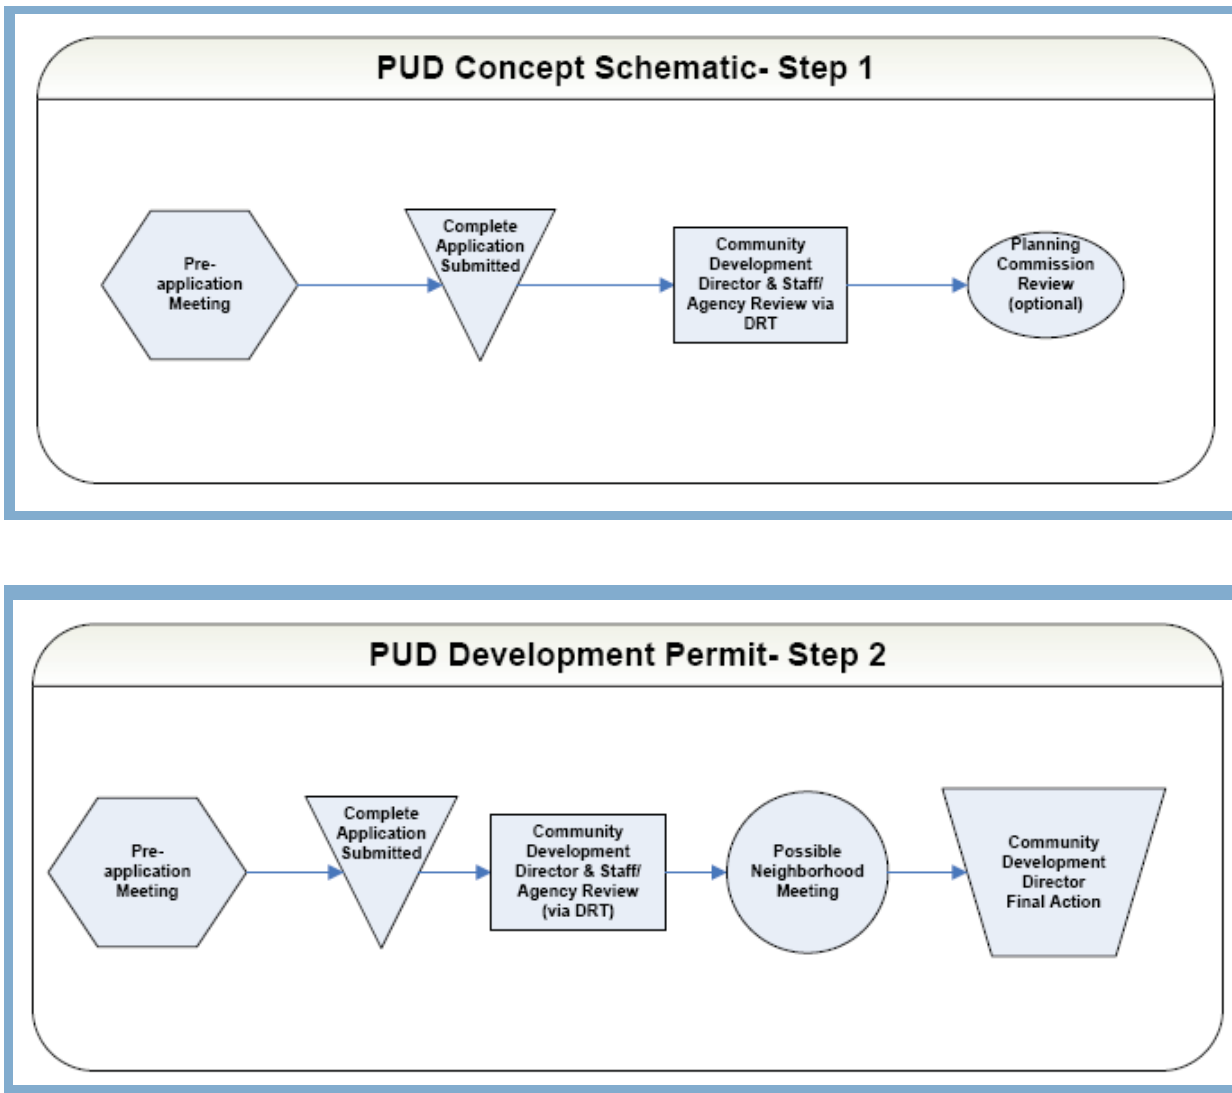 PUD Concept Schematic- Step 1
Pre-
application
Meeting
Complete
Application
Submitted
Community
Development
Director & Staff/
Agency Review via
DRT
Planning
Commission
Review
(optional)
PUD Development Permit- Step 2
Pre-
application
Meeting
Complete
Application
Submitted
Community
Development
Director & Staff/
Agency Review
(via DRT)
Possible
Neighborhood
Meeting
Community
Development
Director
Final Action